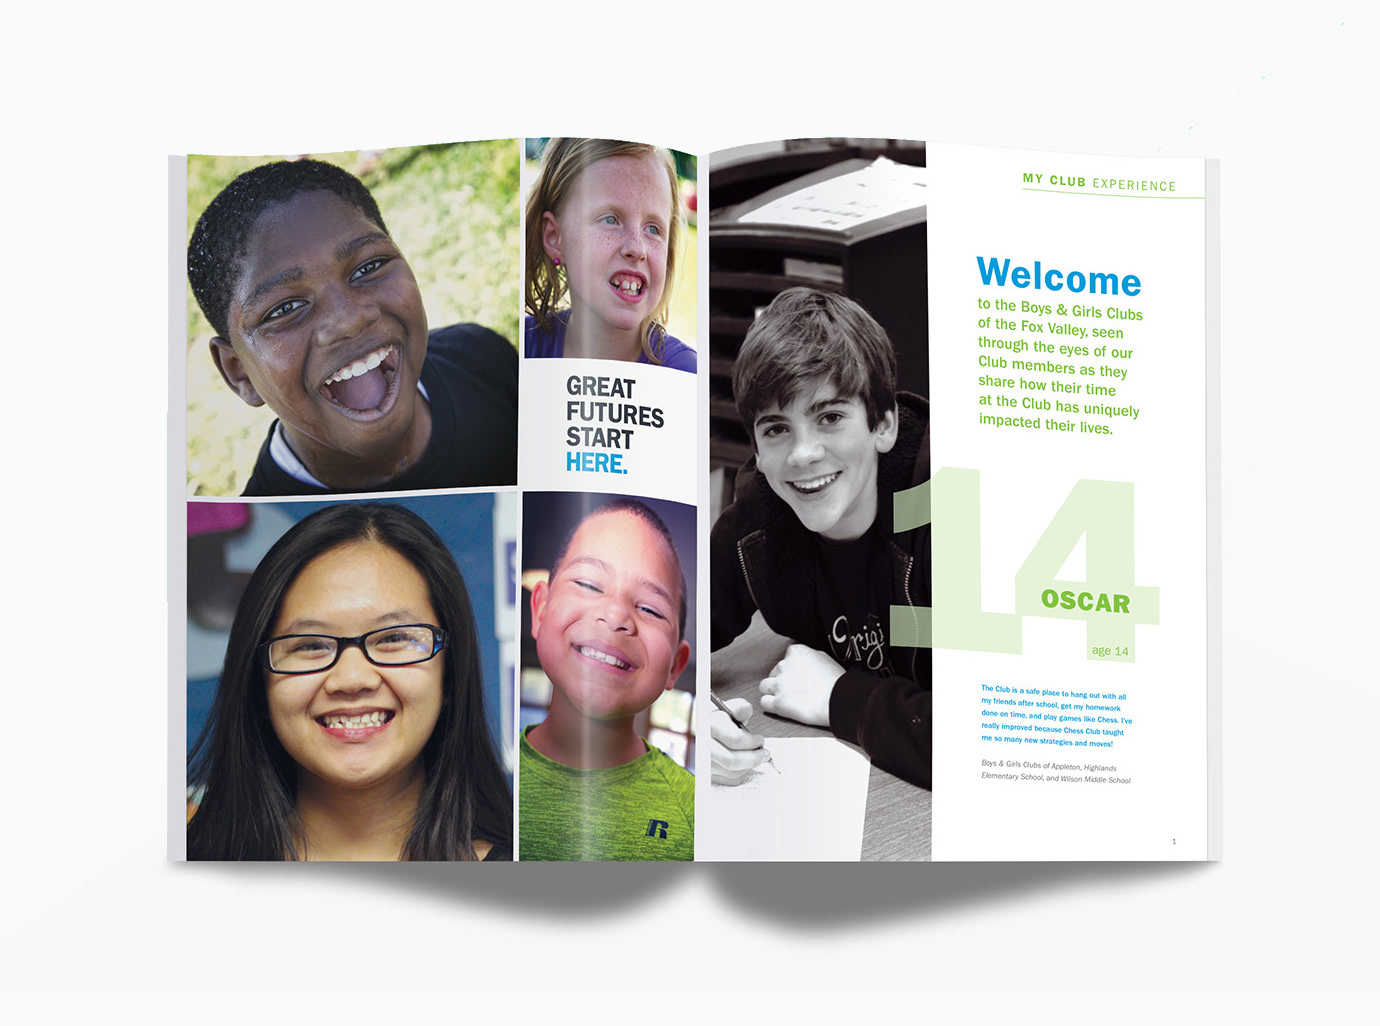 GREAT
FUTURES
START
HERE.
R
Origi
MY CLUB EXPERIENCE
Welcome
to the Boys & Girls Clubs
of the Fox Valley, seen
through the eyes of our
Club members as they
share how their time
at the Club has uniquely
impacted their lives.
14
OSCAR
age 14
The Club is a safe place to hang out with all
my friends after school, get my homework
done on time, and play games like Chess. I've
really improved because Chess Club taught
me so many new strategies and moves!
Boys & Girls Clubs of Appleton, Highlands
Elementary School, and Wilson Middle School
1